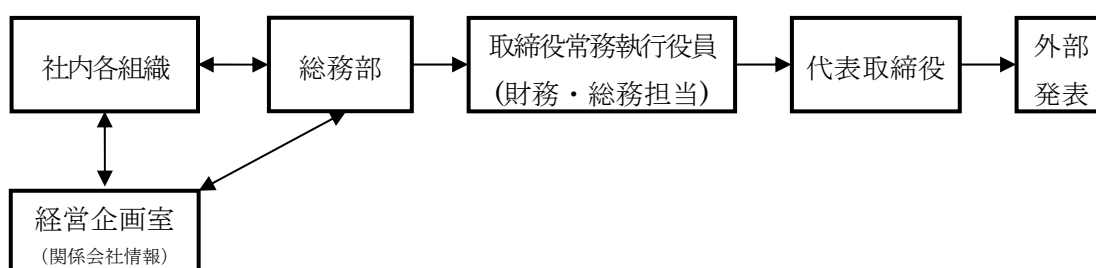 社内各組織
総務部
取締役常務執行役員
(財務・総務担当)
代表取締役
外部
発表
経営企画室
(関係会社情報)